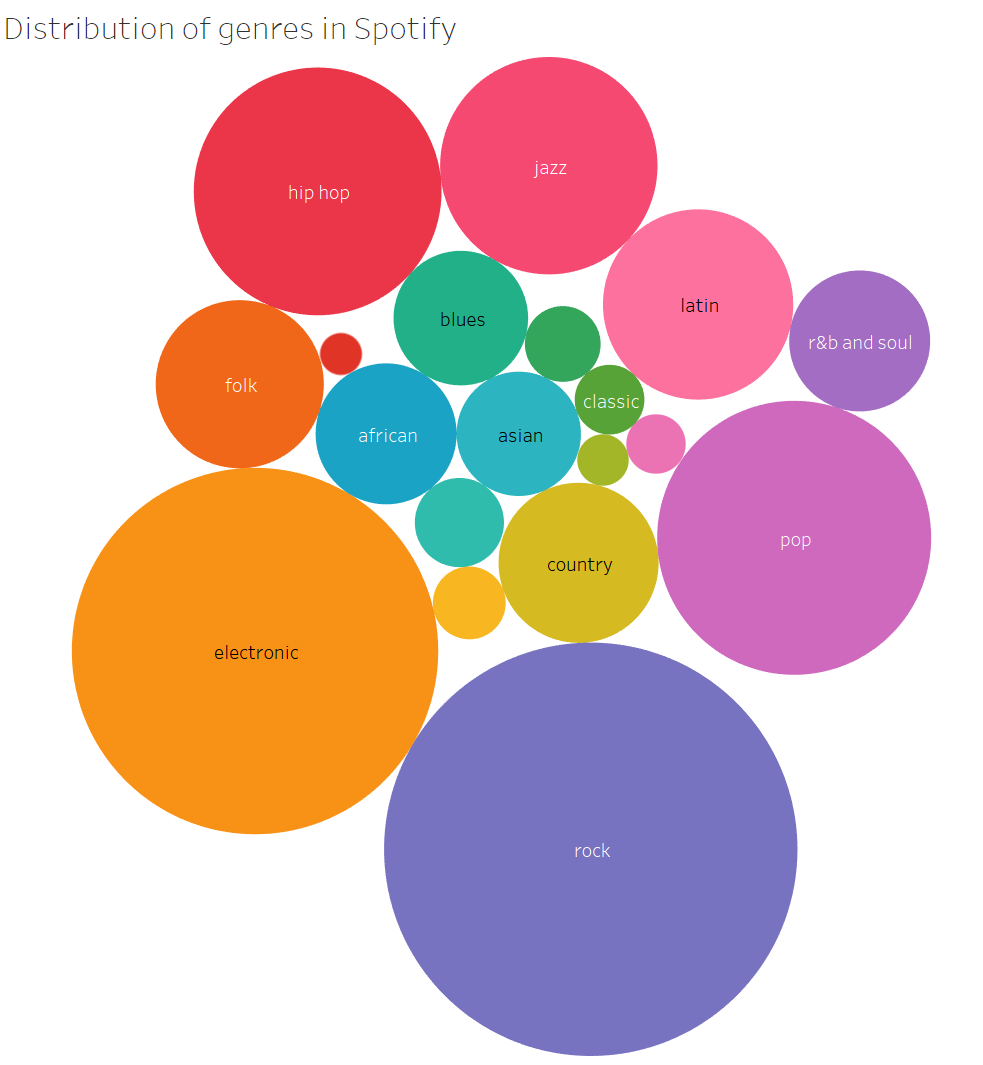 Distribution of genres in Spotify
jazz
hip hop
latin
blues
r&b and soul
folk
classic
african
asian
pop
country
electronic
rock